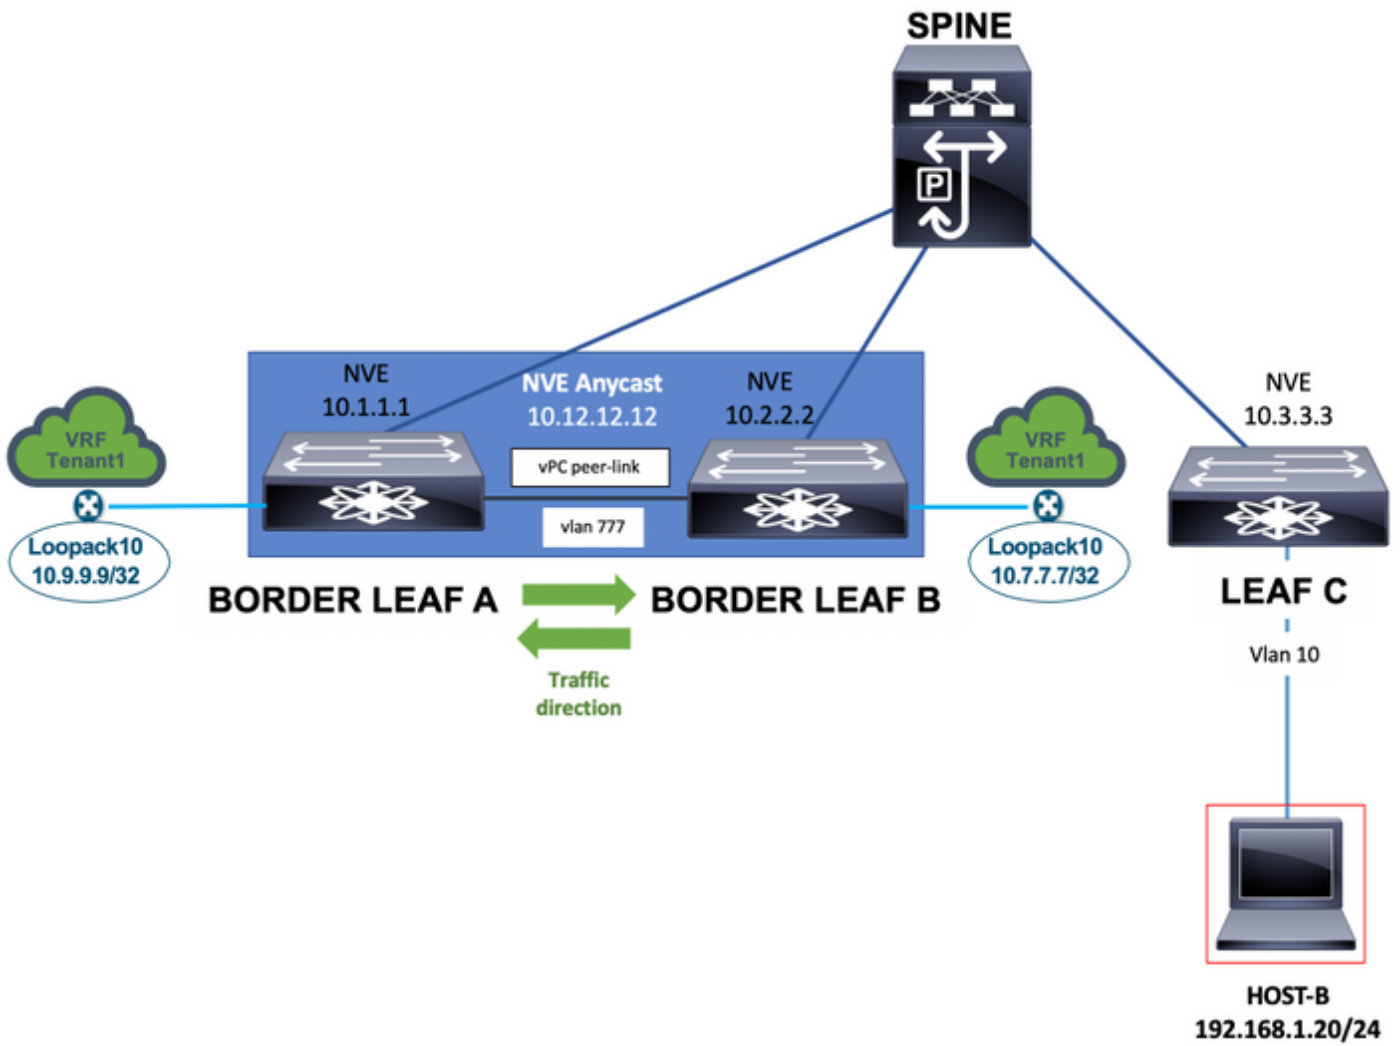 SPINE
P
NVE
10.1.1.1
NVE Anycast
10.12.12.12
NVE
10.2.2.2
NVE
10.3.3.3
VRF
Tenant1
vPC peer-link
vlan 777
VRF
Tenant1
Loopack10
10.9.9.9/32
Loopack10
10.7.7.7/32
BORDER LEAF A
BORDER LEAF B
LEAF C
Traffic
direction
Vlan 10
HOST-B
192.168.1.20/24